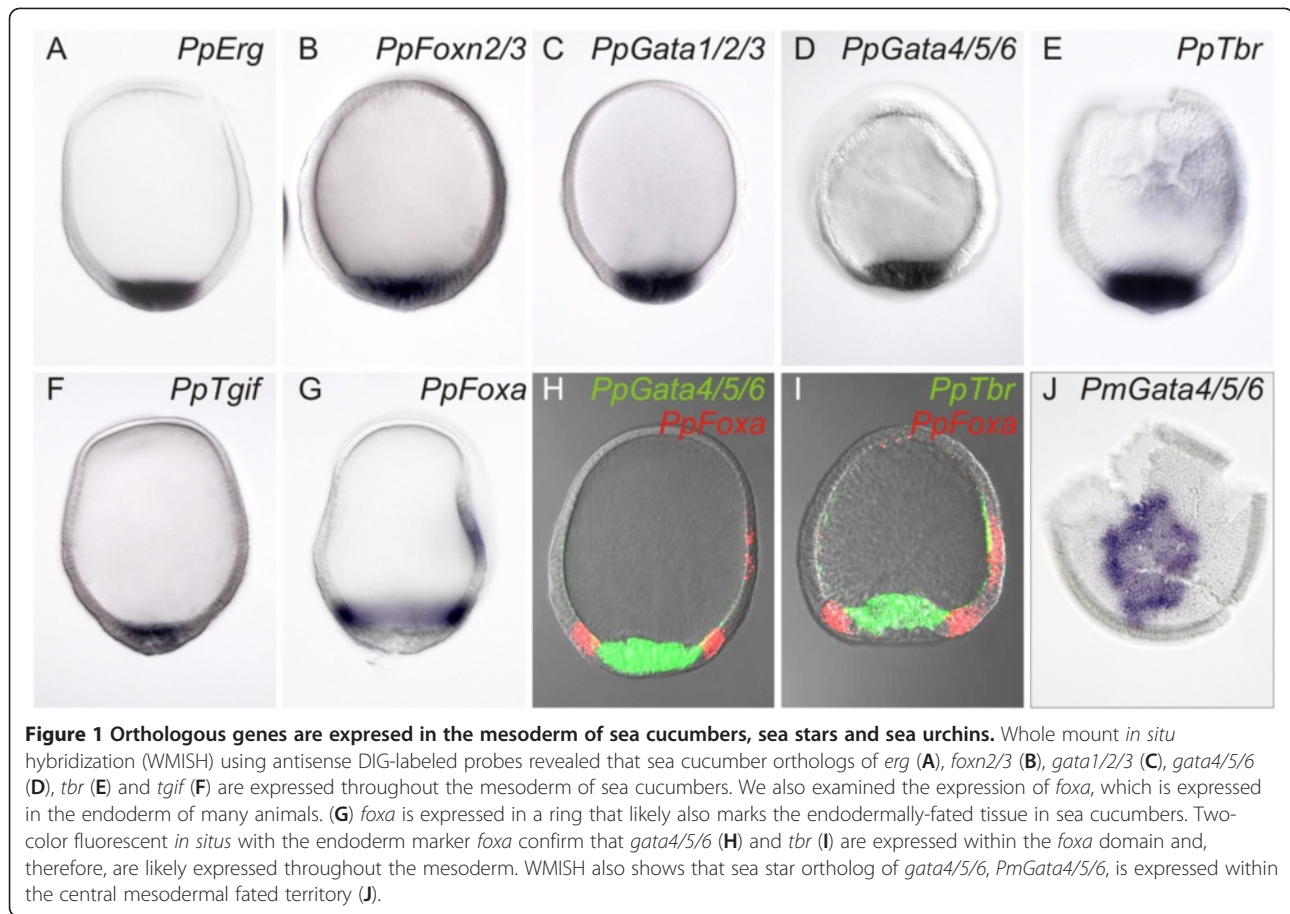 A PpErg
B PpFoxn2/3
C PpGata1/2/3
D PpGata4/5/6
E PpTbr
F PpTgif
G PpFoxa
H PpGata4/5/6
PpFoxa
I PpTbr
PpFoxa
J PmGata4/5/6
Figure 1 Orthologous genes are expresed in the mesoderm of sea cucumbers, sea stars and sea urchins. Whole mount in situ
hybridization (WMISH) using antisense DIG-labeled probes revealed that sea cucumber orthologs of erg (A), foxn2/3 (B), gata1/2/3 (C), gata4/5/6
(D), tbr (E) and tgif (F) are expressed throughout the mesoderm of sea cucumbers. We also examined the expression of foxa, which is expressed
in the endoderm of many animals. (G) foxa is expressed in a ring that likely also marks the endodermally-fated tissue in sea cucumbers. Two-
color fluorescent in situs with the endoderm marker foxa confirm that gata4/5/6 (H) and tbr (I) are expressed within the foxa domain and,
therefore, are likely expressed throughout the mesoderm. WMISH also shows that sea star ortholog of gata4/5/6, PmGata4/5/6, is expressed within
the central mesodermal fated territory (J).